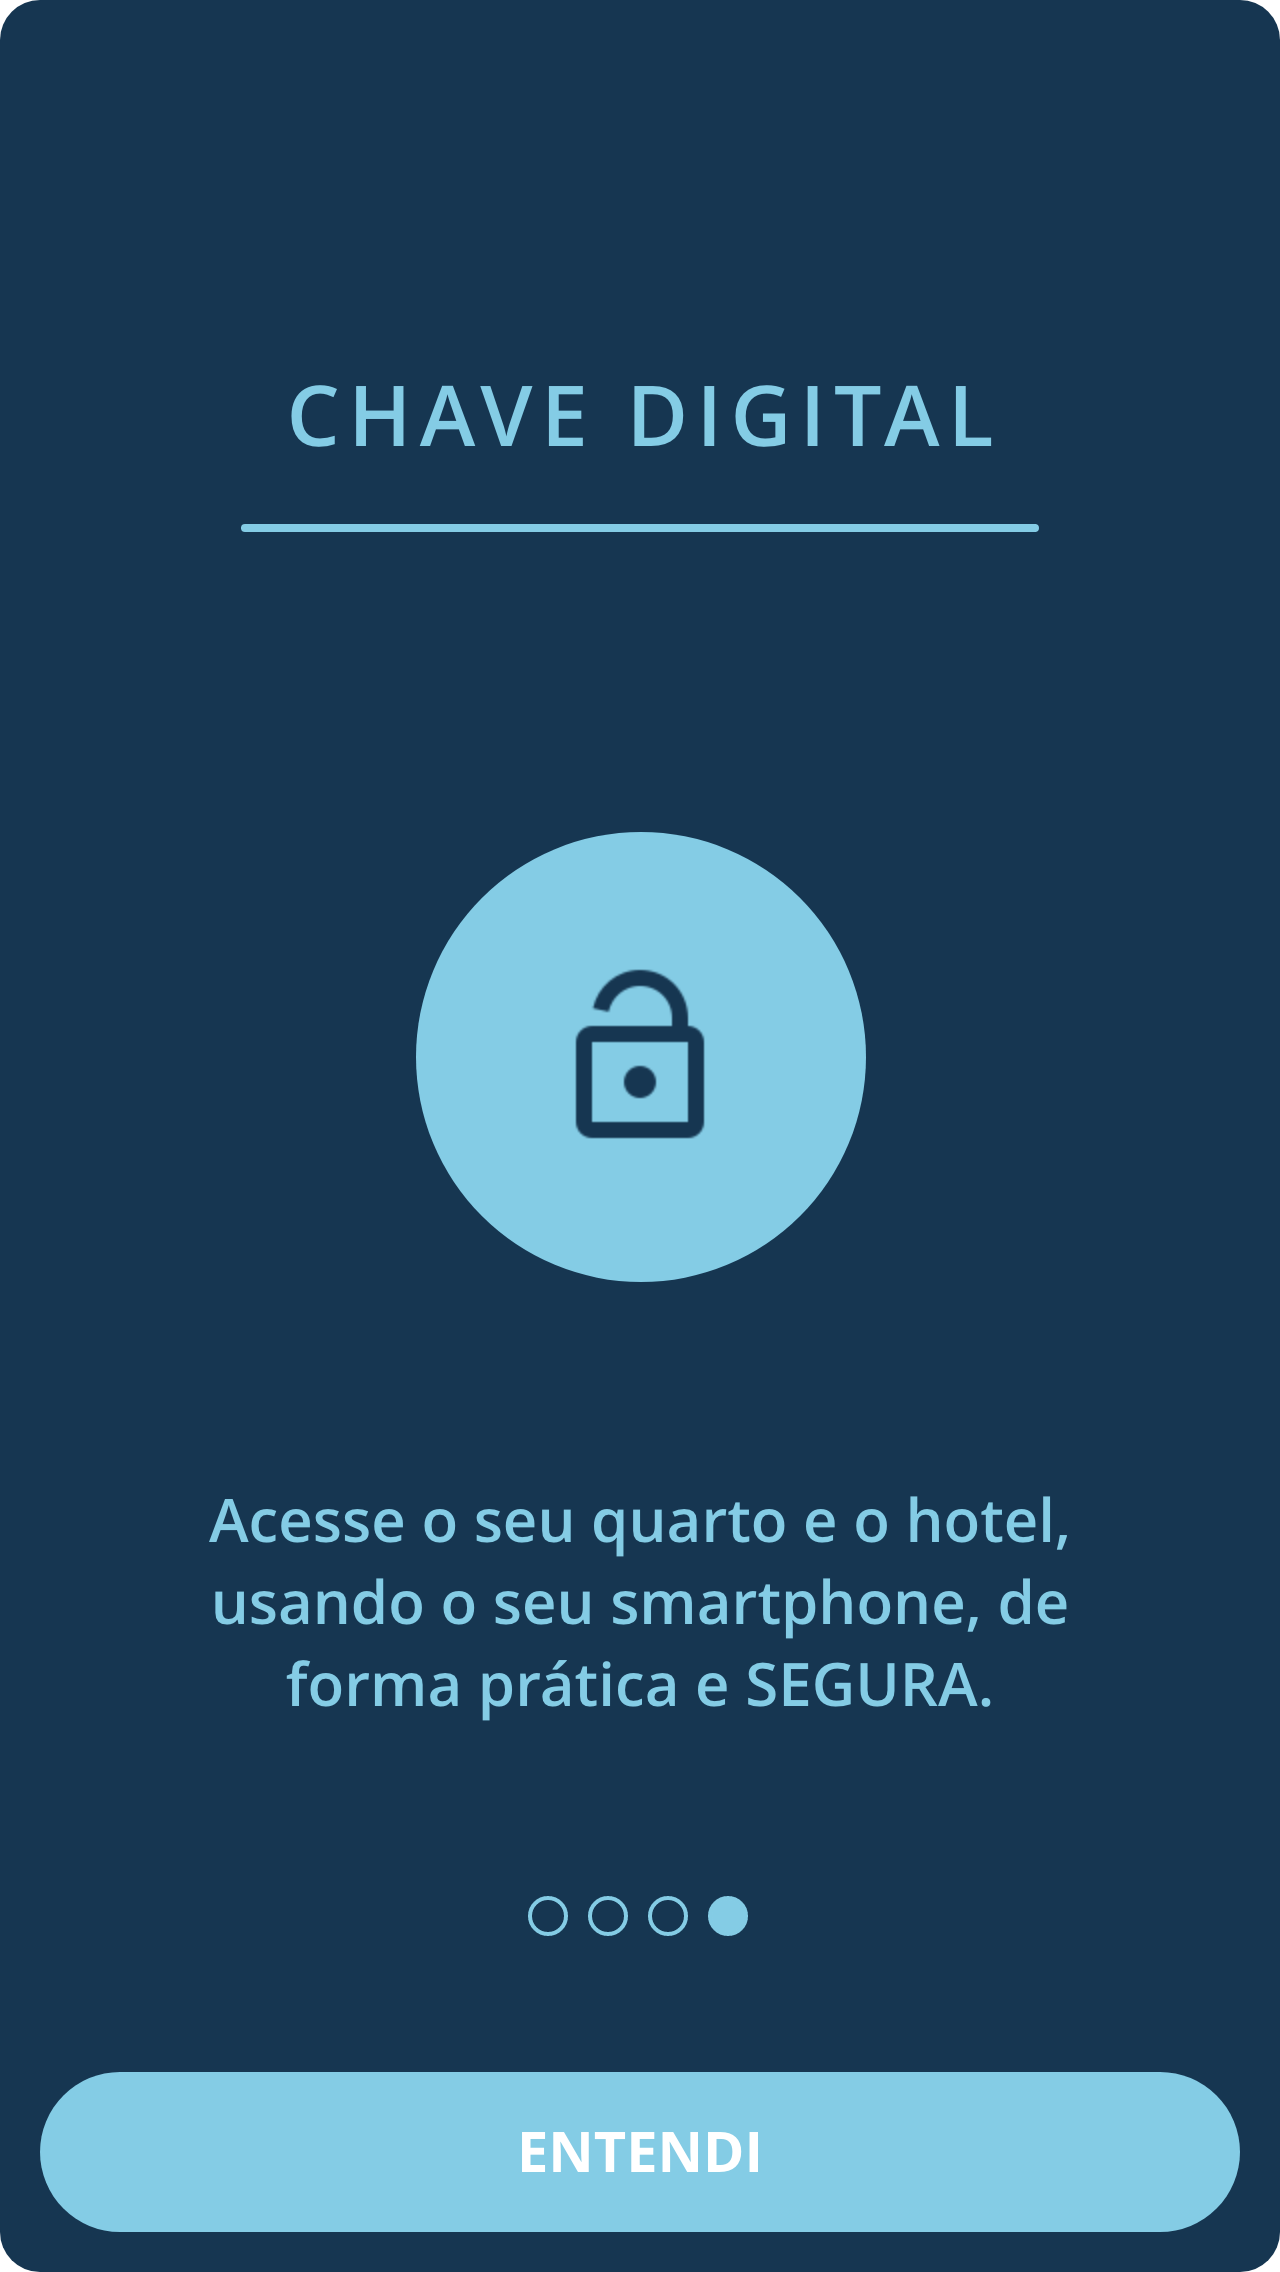 CHAVE DIGITAL
Acesse o seu quarto e o hotel,
usando o seu smartphone, de
forma prática e SEGURA.
ENTENDI